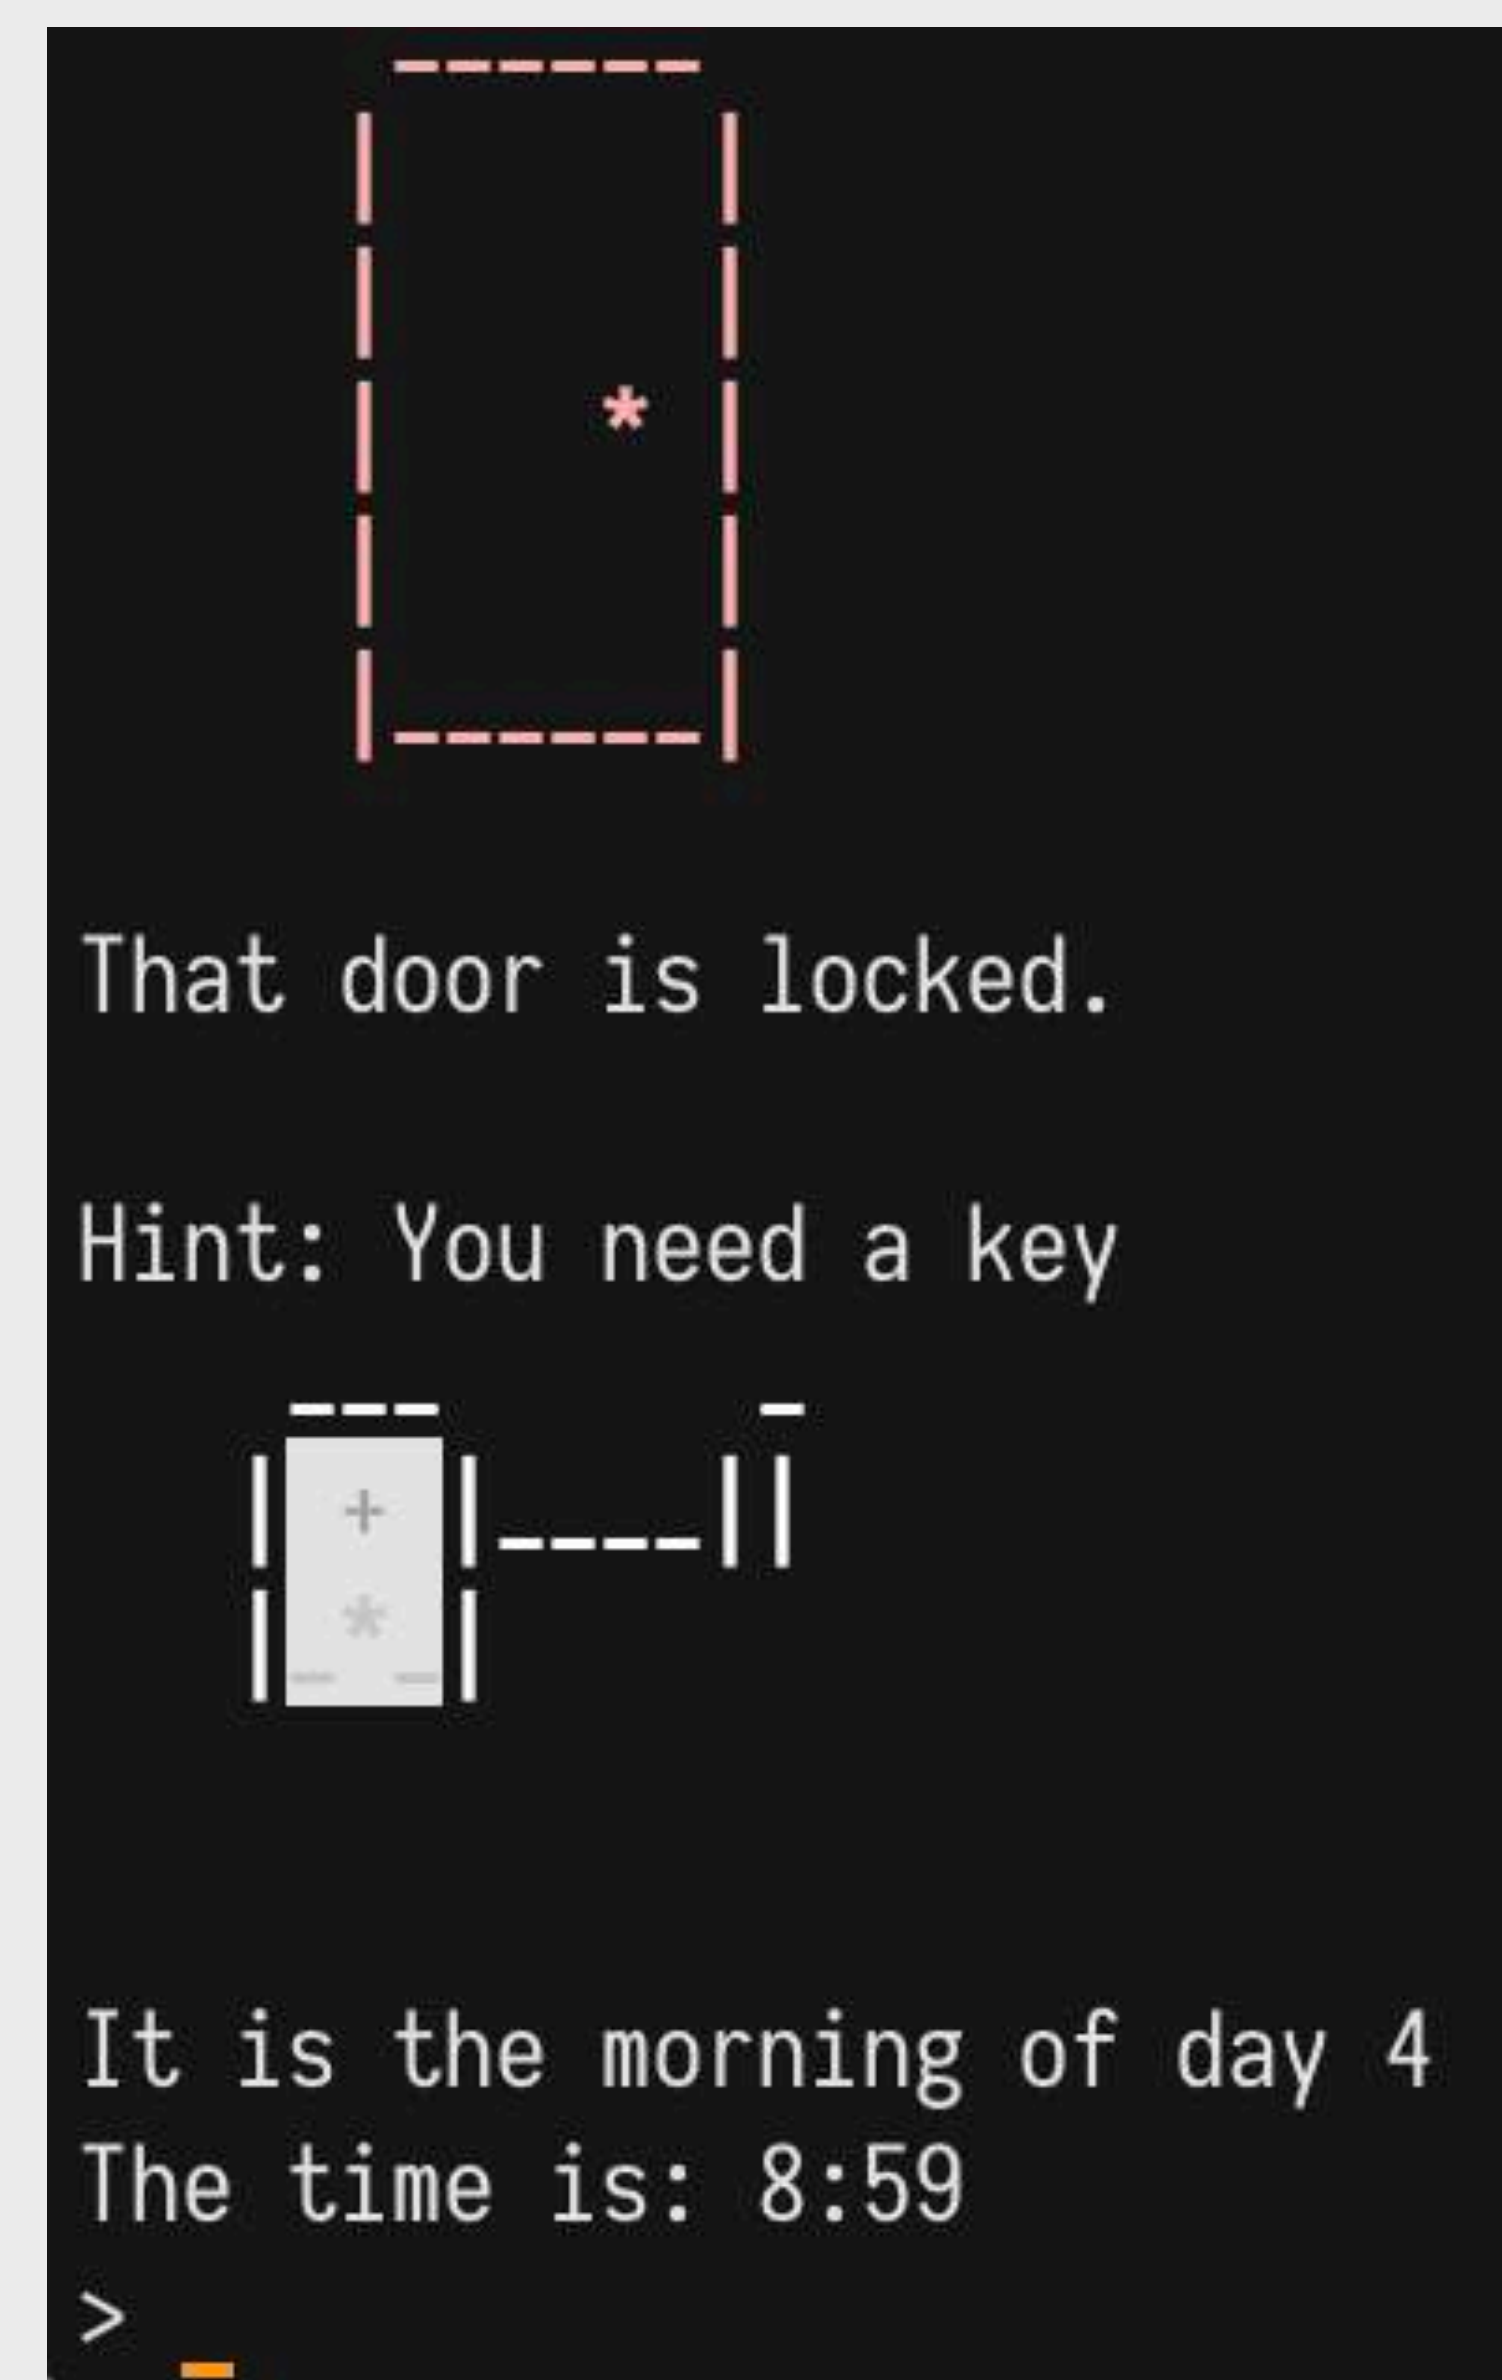 That door is locked.
Hint: You need a key
It is the morning of day 4
The time is: 8:59
> _